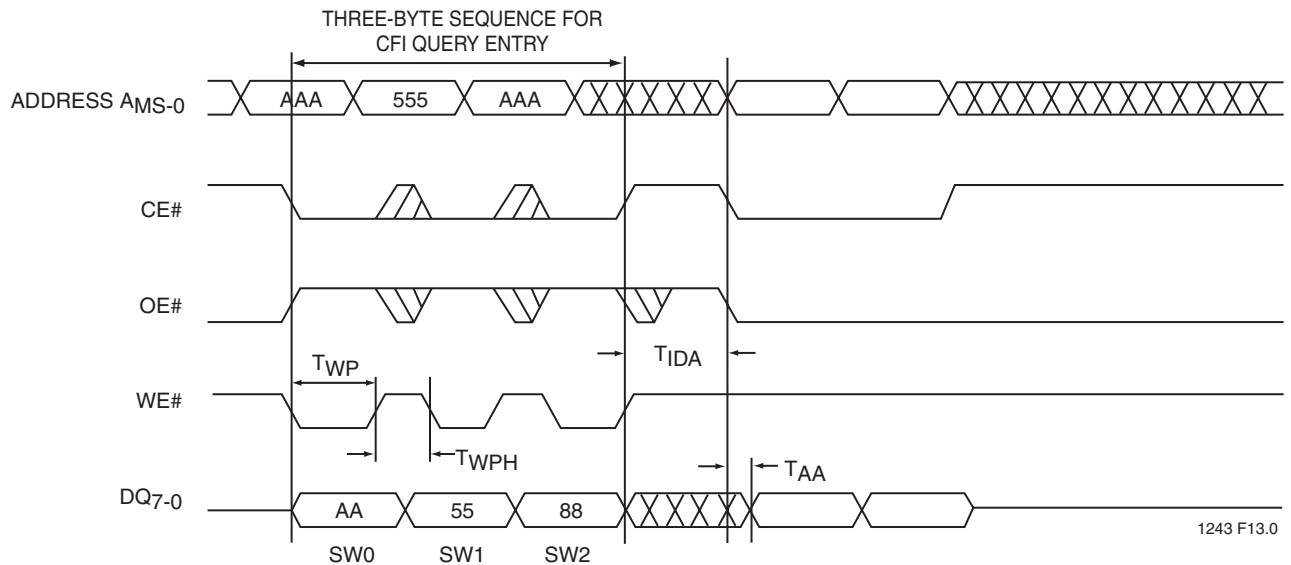 THREE-BYTE SEQUENCE FOR
CFI QUERY ENTRY
ADDRESS AMS-0
AAA 555 AAA
CE#
OE#
TIDA
TWP
WE#
TWPH
TAA
DQ7-0
AA 55 88
1243 F13.0
SW0 SW1 SW2